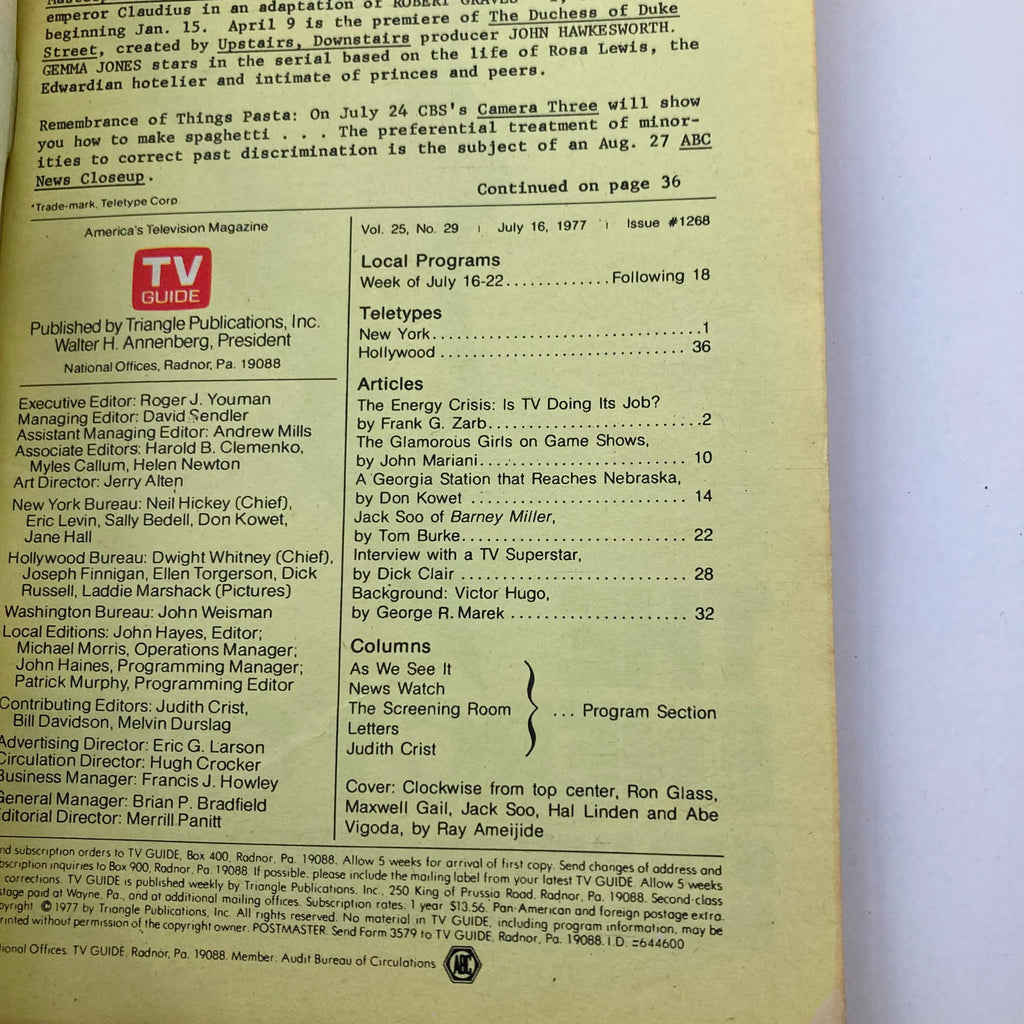 emperor Claudius in an adaptation of ROBERT
beginning Jan. 15. April 9 is the premiere of The Duchess of Duke
Street, created by Upstairs, Downstairs producer JOHN HAWKESWORTH.
GEMMA JONES stars in the serial based on the life of Rosa Lewis, the
Edwardian hotelier and intimate of princes and peers.
Remembrance of Things Pasta: On July 24 CBS's Camera Three will show
you how to make spaghetti . . . The preferential treatment of minor-
ities to correct past discrimination is the subject of an Aug. 27 ABC
News Closeup.
Continued on page 36
*Trade-mark, Teletype Corp
America's Television Magazine
TV
GUIDE
Published by Triangle Publications, Inc.
Walter H. Annenberg, President
National Offices, Radnor, Pa. 19088
Executive Editor: Roger J. Youman
Managing Editor: David Sendler
Assistant Managing Editor: Andrew Mills
Associate Editors: Harold B. Clemenko,
Myles Callum, Helen Newton
Art Director: Jerry Alten
New York Bureau: Neil Hickey (Chief),
Eric Levin, Sally Bedell, Don Kowet,
Jane Hall
Hollywood Bureau: Dwight Whitney (Chief),
Joseph Finnigan, Ellen Torgerson, Dick
Russell, Laddie Marshack (Pictures)
Washington Bureau: John Weisman
Local Editions: John Hayes, Editor;
Michael Morris, Operations Manager;
John Haines, Programming Manager;
Patrick Murphy, Programming Editor
Contributing Editors: Judith Crist,
Bill Davidson, Melvin Durslag
Advertising Director: Eric G. Larson
Circulation Director: Hugh Crocker
Business Manager: Francis J. Howley
General Manager: Brian P. Bradfield
ditorial Director: Merrill Panitt
Vol. 25, No. 29 | July 16, 1977 | Issue #1268
Local Programs
Week of July 16-22.............Following 18
Teletypes
New York.................................1
Hollywood ............................... 36
Articles
The Energy Crisis: Is TV Doing Its Job?
by Frank G. Zarb..........................2
The Glamorous Girls on Game Shows,
by John Mariani.......................... 10
A Georgia Station that Reaches Nebraska,
by Don Kowet ........................... 14
Jack Soo of Barney Miller,
by Tom Burke............................ 22
Interview with a TV Superstar,
by Dick Clair ............................ 28
Background: Victor Hugo,
by George R. Marek ...................... 32
Columns
As We See It
News Watch
The Screening Room
Letters
Judith Crist
... Program Section
Cover: Clockwise from top center, Ron Glass,
Maxwell Gail, Jack Soo, Hal Linden and Abe
Vigoda, by Ray Ameijide
nd subscription orders to TV GUIDE, Box 400, Radnor, Pa. 19088. Allow 5 weeks for arrival of first copy. Send changes of address and
bscription inquiries to Box 900, Radnor, Pa. 19088. If possible, please include the mailing label from your latest TV GUIDE. Allow 5 weeks
corrections. TV GUIDE is published weekly by Triangle Publications, Inc., 250 King of Prussia Road, Radnor, Pa. 19088. Second-class
stage paid at Wayne, Pa., and at additional mailing offices. Subscription rates: 1 year $13.56. Pan-American and foreign postage extra.
pyright ©1977 by Triangle Publications, Inc. All rights reserved. No material in TV GUIDE, including program information, may be
rinted without permission of the copyright owner. POSTMASTER: Send Form 3579 to TV GUIDE, Radnor, Pa. 19088. I.D. =644600
ional Offices, TV GUIDE, Radnor, Pa. 19088. Member: Audit Bureau of Circulations
ABC